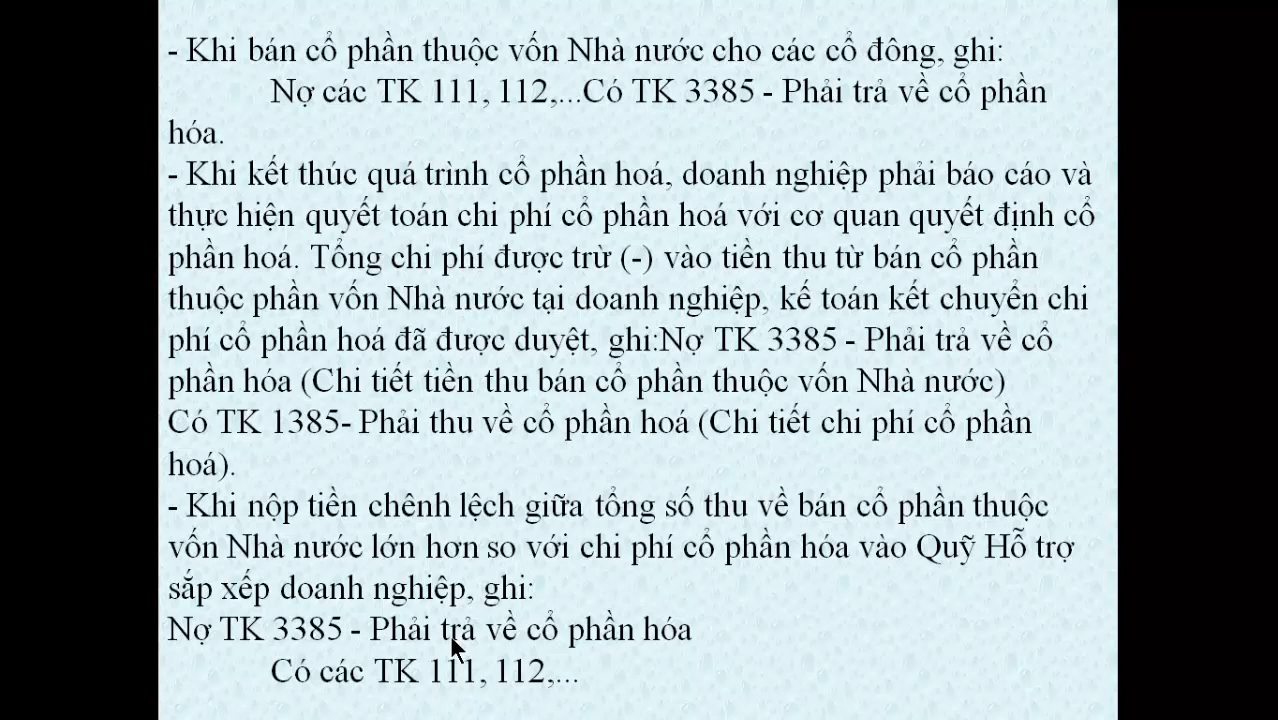 - Khi bán cổ phần thuộc vốn Nhà nước cho các cổ đông, ghi:
Nợ các TK 111, 112,...Có TK 3385 - Phải trả về cổ phần
hóa.
- Khi kết thúc quá trình cổ phần hoá, doanh nghiệp phải báo cáo và
thực hiện quyết toán chi phí cổ phần hoá với cơ quan quyết định cổ
phần hoá. Tổng chi phí được trừ (-) vào tiền thu từ bán cổ phần
thuộc phần vốn Nhà nước tại doanh nghiệp, kế toán kết chuyển chi
phí cổ phần hoá đã được duyệt, ghi:Nợ TK 3385 - Phải trả về cổ
phần hóa (Chi tiết tiền thu bán cổ phần thuộc vốn Nhà nước)
Có TK 1385- Phải thu về cổ phần hoá (Chi tiết chi phí cổ phần
hoá).
- Khi nộp tiền chênh lệch giữa tổng số thu về bán cổ phần thuộc
vốn Nhà nước lớn hơn so với chi phí cổ phần hóa vào Quỹ Hỗ trợ
sắp xếp doanh nghiệp, ghi:
Nợ TK 3385 - Phải trả về cổ phần hóa
Có các TK 111, 112,...